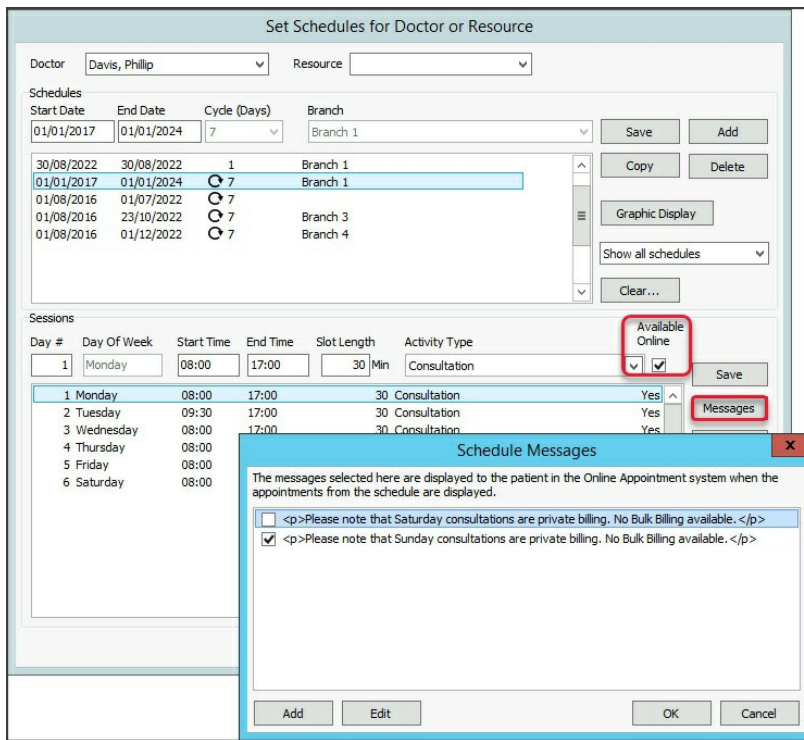 Set Schedules for Doctor or Resource
Doctor Davis, Phillip Resource
Schedules
Start Date End Date Cycle (Days) Branch
01/01/2017 01/01/2024 7 Branch 1 Save Add
30/08/2022 30/08/2022 1 Branch 1 Copy Delete
01/01/2017 01/01/2024 7 Branch 1
01/08/2016 01/07/2022 7
01/08/2016 23/10/2022 7 Branch 3 Graphic Display
01/08/2016 01/12/2022 7 Branch 4
Show all schedules
Clear...
Sessions
Available
Online
Day # Day Of Week Start Time End Time Slot Length Activity Type
1 Monday 08:00 17:00 30 Min Consultation Save
1 Monday 08:00 17:00 30 Consultation Yes
2 Tuesday 09:30 17:00 30 Consultation Yes Messages
3 Wednesday 08:00 17:00 30 Consultation Yes
4 Thursday 08:00
5 Friday 08:00
6 Saturday 08:00
Schedule Messages
x
The messages selected here are displayed to the patient in the Online Appointment system when the
appointments from the schedule are displayed.
<p>Please note that Saturday consultations are private billing. No Bulk Billing available.</p>
<p>Please note that Sunday consultations are private billing. No Bulk Billing available.</p>
Add Edit OK Cancel